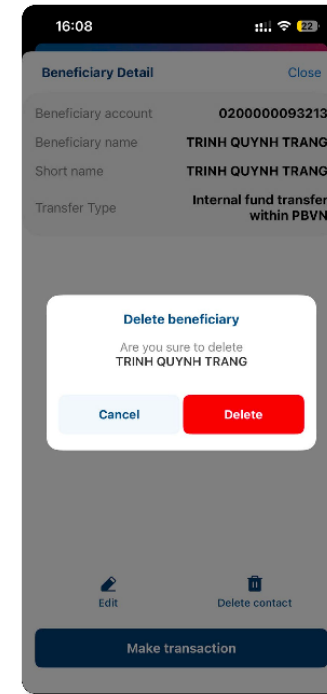 16:08
22
Beneficiary Detail Close
Beneficiary account 0200000093213
Beneficiary name TRINH QUYNH TRANG
Short name TRINH QUYNH TRANG
Transfer Type Internal fund transfer
within PBVN
Delete beneficiary
Are you sure to delete
TRINH QUYNH TRANG
Cancel Delete
Edit Delete contact
Make transaction